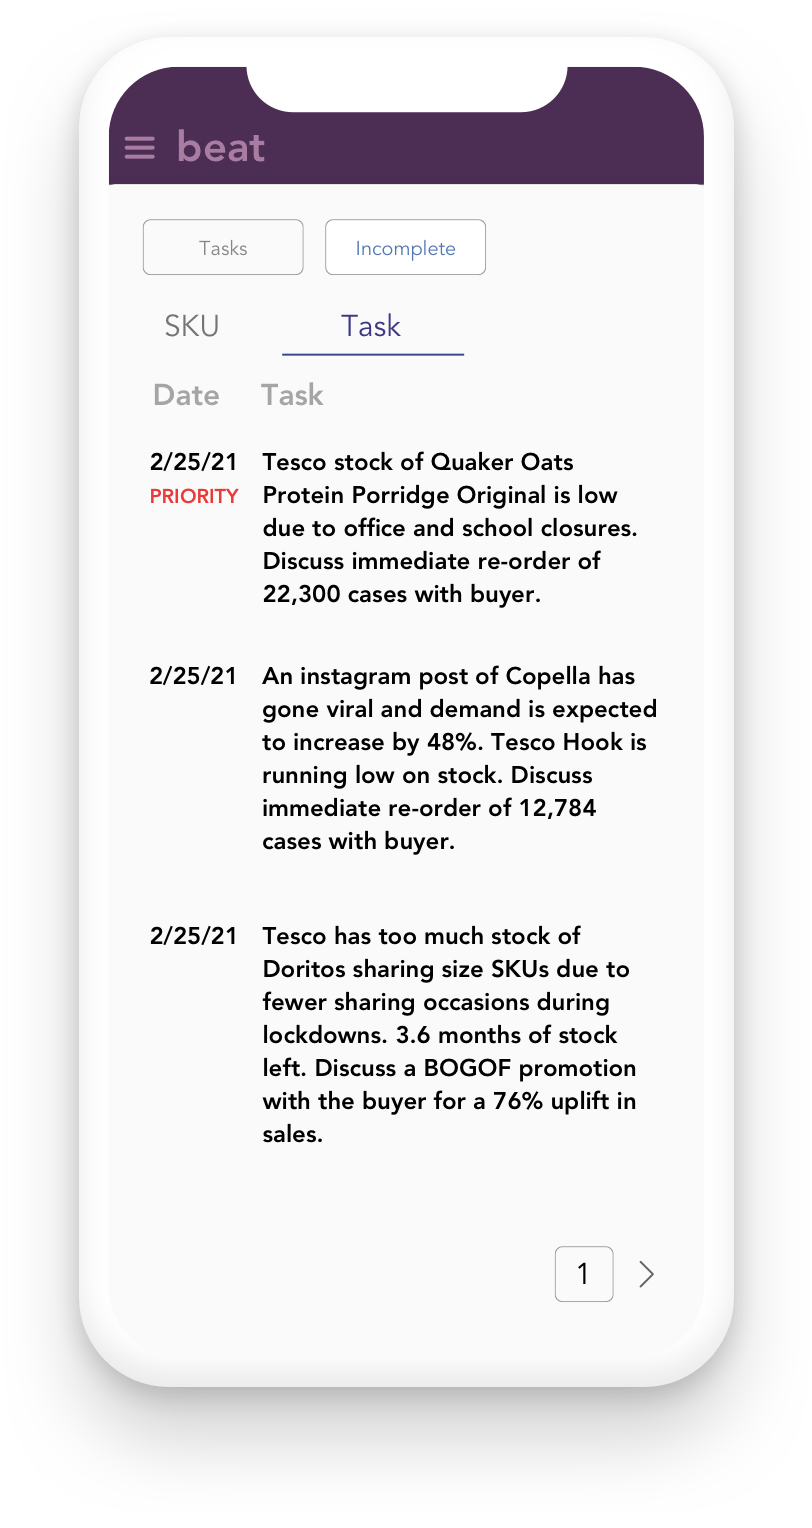 beat
Tasks
Incomplete
SKU
Task
Date
Task
2/25/21
PRIORITY
Tesco stock of Quaker Oats
Protein Porridge Original is low
due to office and school closures.
Discuss immediate re-order of
22,300 cases with buyer.
2/25/21
An instagram post of Copella has
gone viral and demand is expected
to increase by 48%. Tesco Hook is
running low on stock. Discuss
immediate re-order of 12,784
cases with buyer.
2/25/21
Tesco has too much stock of
Doritos sharing size SKUs due to
fewer sharing occasions during
lockdowns. 3.6 months of stock
left. Discuss a BOGOF promotion
with the buyer for a 76% uplift in
sales.
1